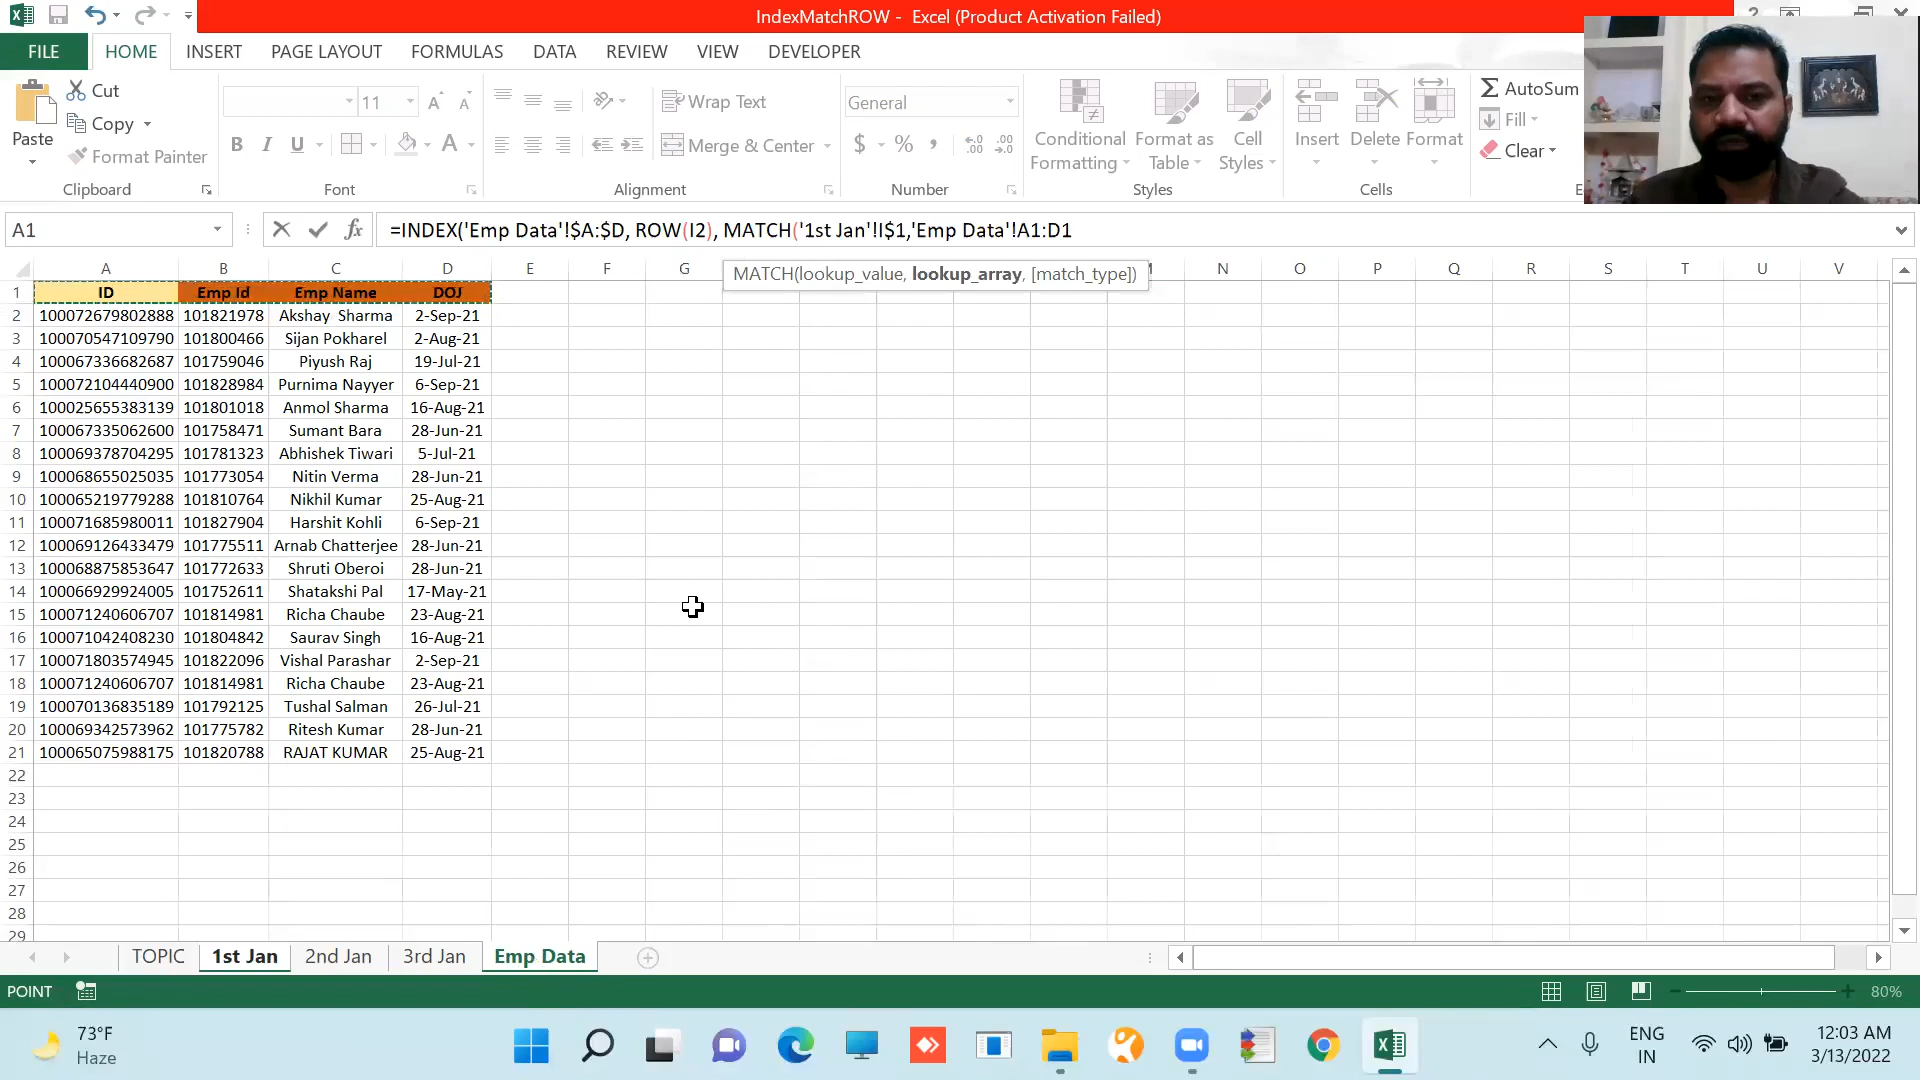 IndexMatchROW - Excel (Product Activation Failed)
FILE HOME INSERT PAGE LAYOUT FORMULAS DATA REVIEW VIEW DEVELOPER
Paste
Cut
Copy
Format Painter
Clipboard
11
Font
Wrap Text
Merge & Center
Alignment
General
Number
Conditional Formatting
Format as Table
Cell Styles
Styles
Insert Delete Format
Cells
AutoSum
Fill
Clear
A1
=INDEX('Emp Data'!$A:$D, ROW(I2), MATCH('1st Jan'!I$1,'Emp Data'!A1:D1
MATCH(lookup_value, lookup_array, [match_type])
A B C D E F G M N O P Q R S T U V
1 ID Emp Id Emp Name DOJ
2 100072679802888 101821978 Akshay Sharma 2-Sep-21
3 100070547109790 101800466 Sijan Pokharel 2-Aug-21
4 100067336682687 101759046 Piyush Raj 19-Jul-21
5 100072104440900 101828984 Purnima Nayyer 6-Sep-21
6 100025655383139 101801018 Anmol Sharma 16-Aug-21
7 100067335062600 101758471 Sumant Bara 28-Jun-21
8 100069378704295 101781323 Abhishek Tiwari 5-Jul-21
9 100068655025035 101773054 Nitin Verma 28-Jun-21
10 100065219779288 101810764 Nikhil Kumar 25-Aug-21
11 100071685980011 101827904 Harshit Kohli 6-Sep-21
12 100069126433479 101775511 Arnab Chatterjee 28-Jun-21
13 100068875853647 101772633 Shruti Oberoi 28-Jun-21
14 100066929924005 101752611 Shatakshi Pal 17-May-21
15 100071240606707 101814981 Richa Chaube 23-Aug-21
16 100071042408230 101804842 Saurav Singh 16-Aug-21
17 100071803574945 101822096 Vishal Parashar 2-Sep-21
18 100071240606707 101814981 Richa Chaube 23-Aug-21
19 100070136835189 101792125 Tushal Salman 26-Jul-21
20 100069342573962 101775782 Ritesh Kumar 28-Jun-21
21 100065075988175 101820788 RAJAT KUMAR 25-Aug-21
22
23
24
25
26
27
28
29
TOPIC 1st Jan 2nd Jan 3rd Jan Emp Data
POINT 80%
73°F
Haze
ENG
IN
12:03 AM
3/13/2022